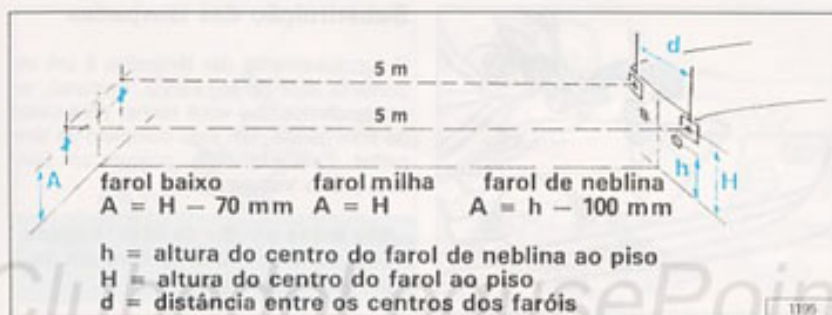 d
5 m
5 m
A
h
H
farol baixo farol milha farol de neblina
A = H − 70 mm A = H A = h − 100 mm
h = altura do centro do farol de neblina ao piso
H = altura do centro do farol ao piso
d = distância entre os centros dos faróis
1195